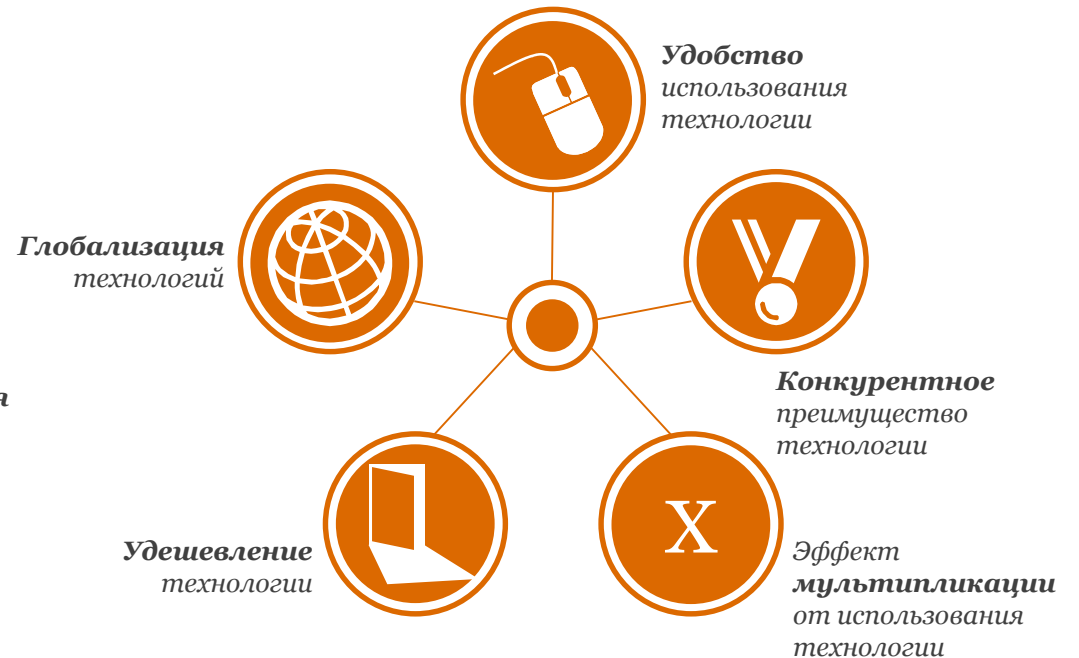 Удобство
использования
технологии
Глобализация
технологий
Конкурентное
преимущество
технологии
Удешевление
технологии
X
Эффект
мультипликации
от использования
технологии